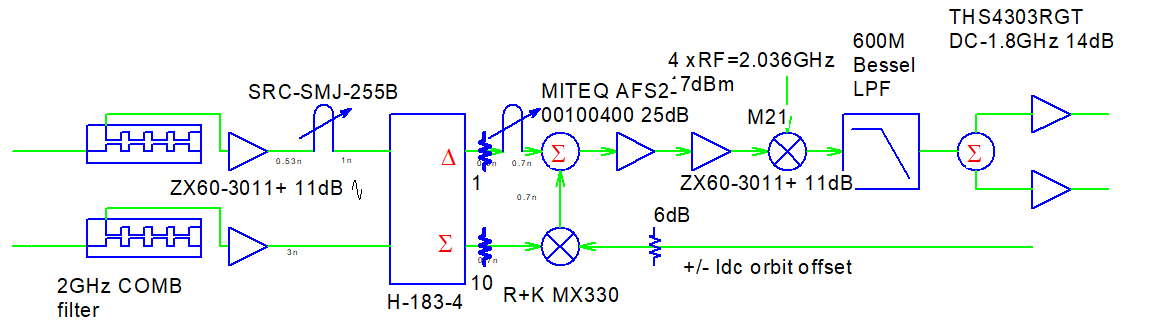 THS4303RGT
DC-1.8GHz 14dB
600M
Bessel
LPF
4 xRF=2.036GHz
7dBm
SRC-SMJ-255B
MITEQ AFS2-
00100400 25dB
M21
Δ
Σ
Σ
0.53n
1n
0.7n
ZX60-3011+ 11dB
1
ZX60-3011+ 11dB
0.7n
6dB
Σ
3n
+/- Idc orbit offset
2GHz COMB
filter
10
H-183-4
R+K MX330